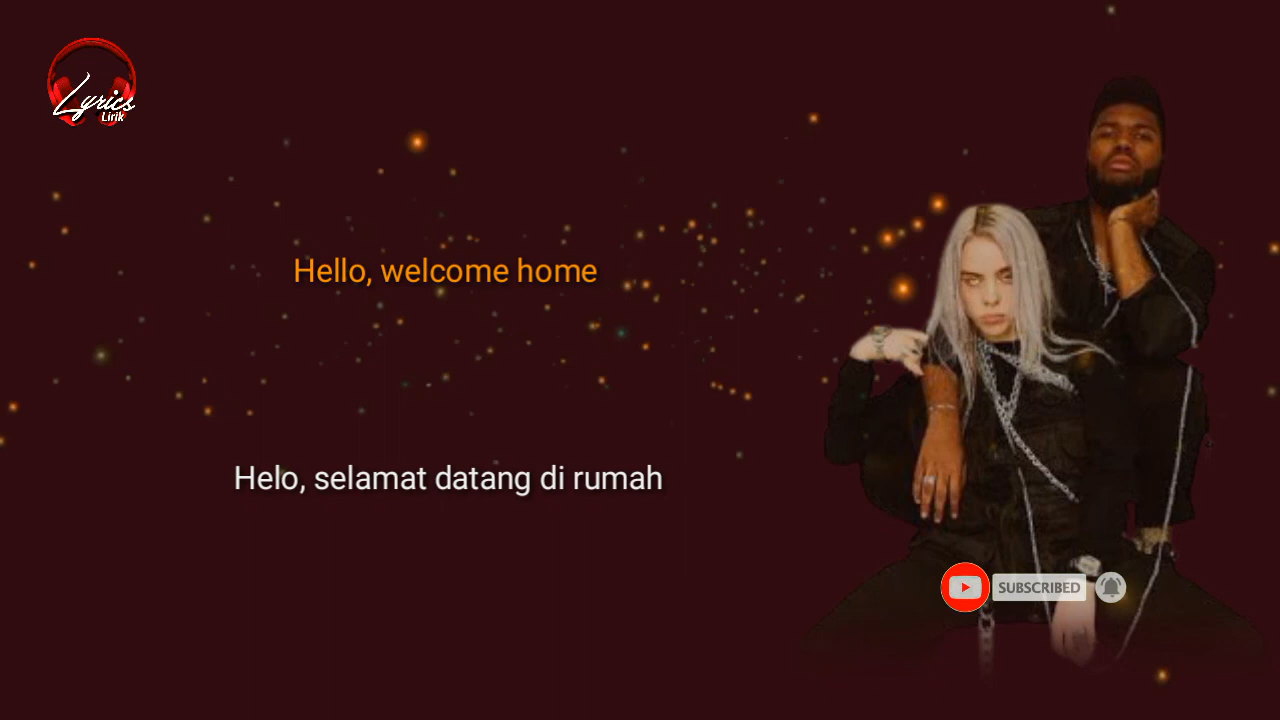 Lyrics
Lirik
Hello, welcome home
Helo, selamat datang di rumah
SUBSCRIBED